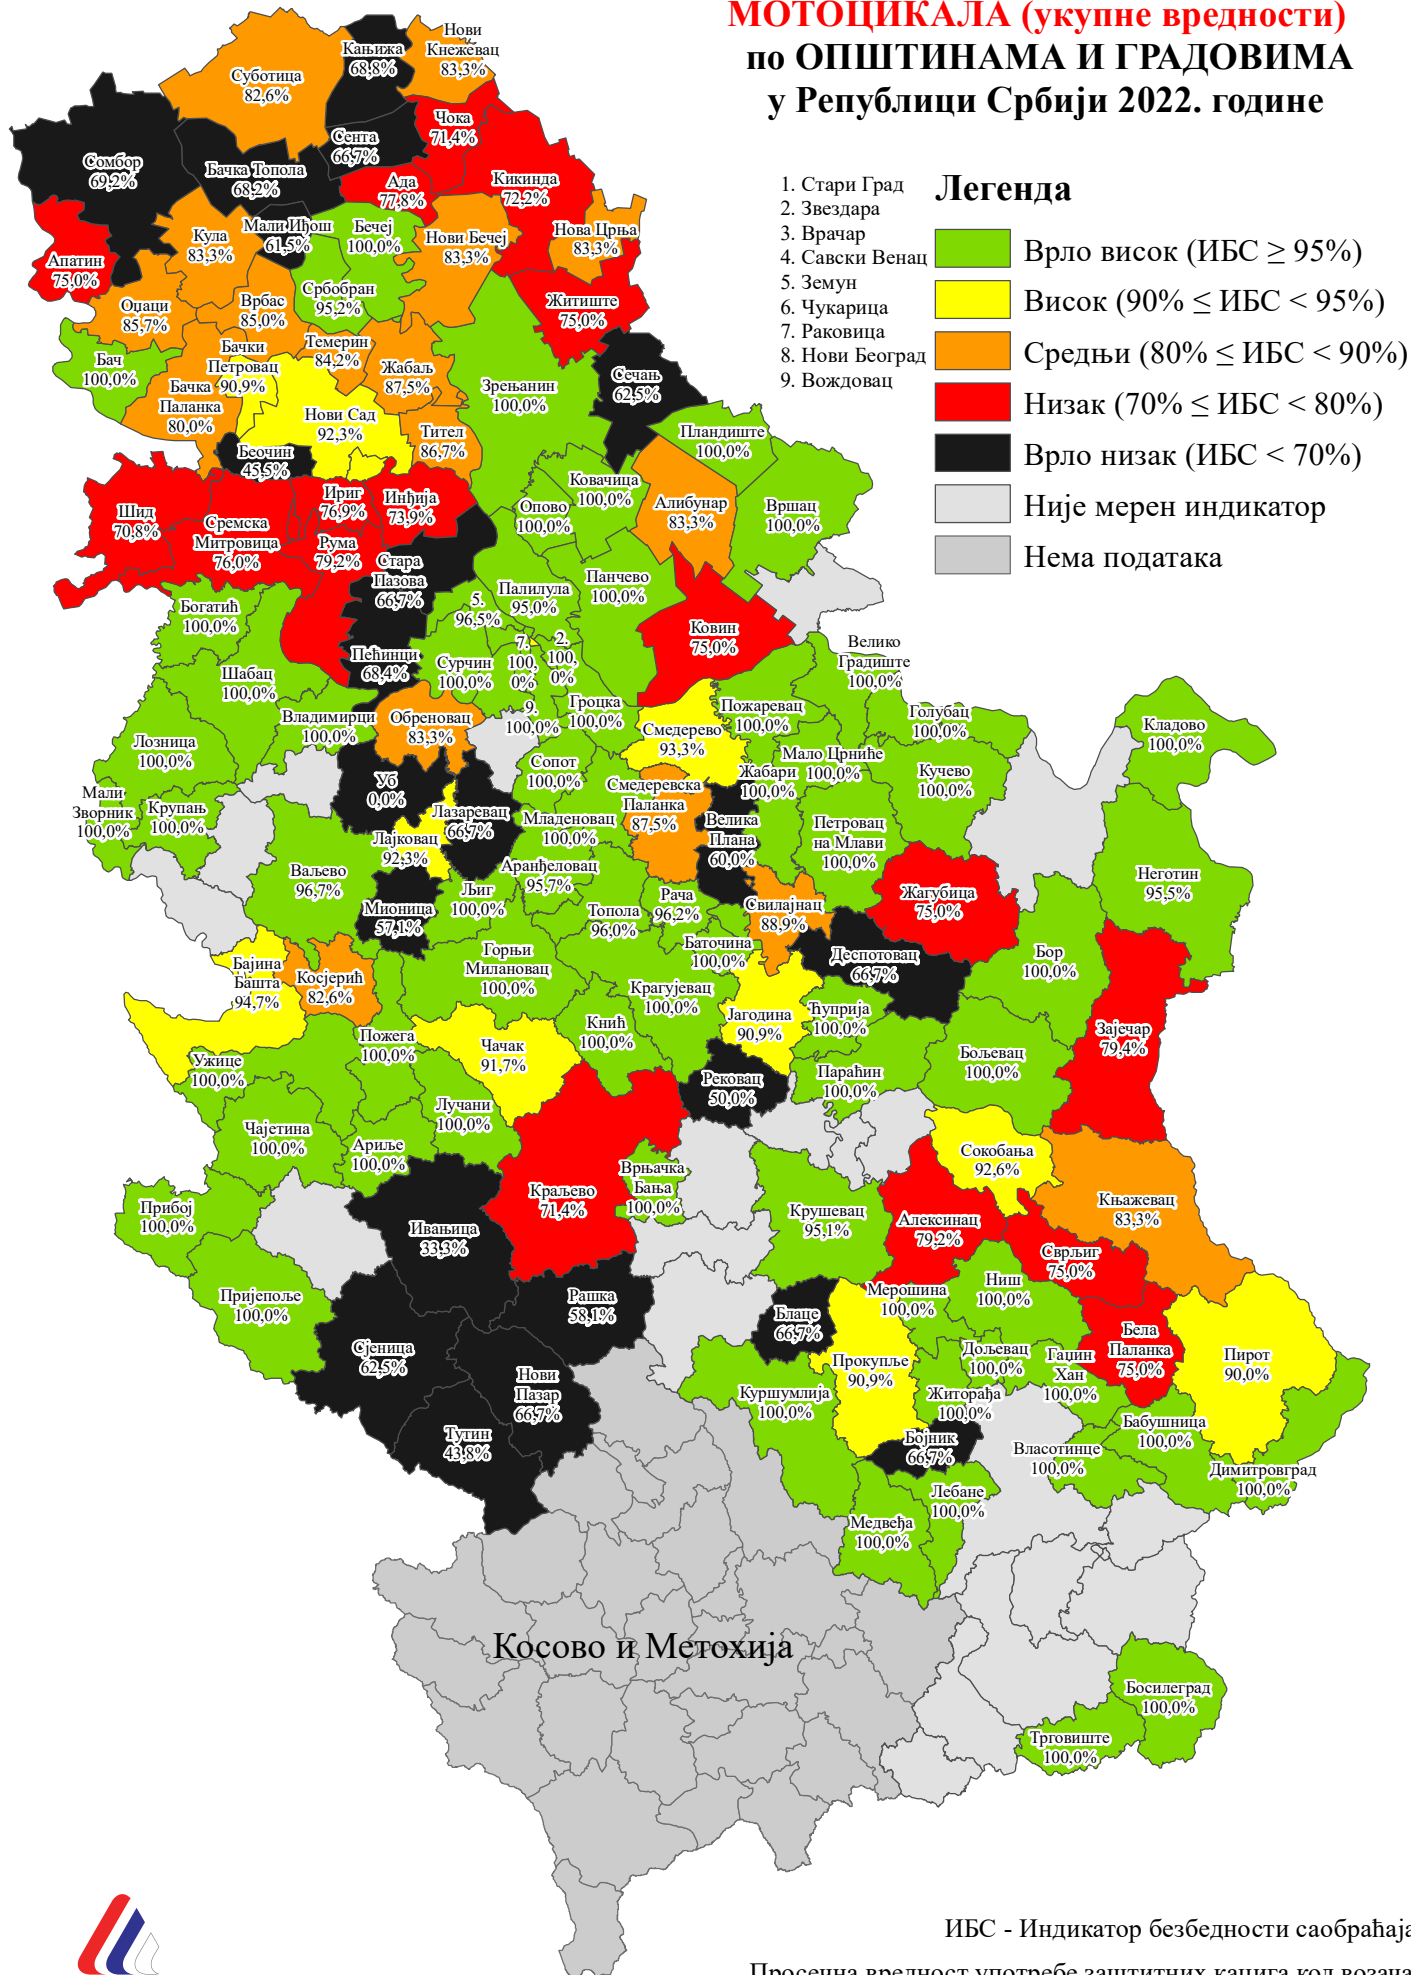 МОТОЦИКАЛА (укупне вредности)
по ОПШТИНАМА И ГРАДОВИМА
у Републици Србији 2022. године
1. Стари Град
2. Звездара
3. Врачар
4. Савски Венац
5. Земун
6. Чукарица
7. Раковица
8. Нови Београд
9. Вождовац
Легенда
Врло висок (ИБС ≥ 95%)
Висок (90% ≤ ИБС < 95%)
Средњи (80% ≤ ИБС < 90%)
Низак (70% ≤ ИБС < 80%)
Врло низак (ИБС < 70%)
Није мерен индикатор
Нема података
Суботица
82,6%
Кањижа
68,8%
Нови
Кнежевац
83,3%
Сомбор
69,2%
Бачка Топола
68,2%
Сента
66,7%
Чока
71,4%
Ада
77,8%
Кикинда
72,2%
Апатин
75,0%
Кула
83,3%
Мали Иђош
61,5%
Бечеј
100,0%
Нови Бечеј
83,3%
Нова Црња
83,3%
Оџаци
85,7%
Врбас
85,0%
Србобран
95,2%
Житиште
75,0%
Бач
100,0%
Бачки
Петровац
90,9%
Темерин
84,2%
Жабаљ
87,5%
Бачка
Паланка
80,0%
Нови Сад
92,3%
Зрењанин
100,0%
Сечањ
62,5%
Беочин
45,5%
Тител
86,7%
Пландиште
100,0%
Шид
70,8%
Сремска
Митровица
76,0%
Ириг
76,9%
Инђија
73,9%
Рума
79,2%
Стара
Пазова
66,7%
Опово
100,0%
Ковачица
100,0%
Алибунар
83,3%
Вршац
100,0%
Богатић
100,0%
Пећинци
68,4%
5.
96,5%
Палилула
95,0%
Панчево
100,0%
Ковин
75,0%
Шабац
100,0%
Сурчин
100,0%
7.
100,
0%
2.
100,
0%
Велико
Градиште
100,0%
Владимирци
100,0%
Обреновац
83,3%
9.
100,0%
Гроцка
100,0%
Смедерево
93,3%
Пожаревац
100,0%
Голубац
100,0%
Кладово
100,0%
Лозница
100,0%
Уб
0,0%
Сопот
100,0%
Смедеревска
Паланка
87,5%
Жабари
100,0%
Мало Црниће
100,0%
Кучево
100,0%
Мали
Зворник
100,0%
Крупањ
100,0%
Лајковац
92,3%
Лазаревац
66,7%
Младеновац
100,0%
Велика
Плана
60,0%
Петровац
на Млави
100,0%
Ваљево
96,7%
Мионица
57,1%
Љиг
100,0%
Аранђеловац
95,7%
Топола
96,0%
Рача
96,2%
Свилајнац
88,9%
Жагубица
75,0%
Неготин
95,5%
Бајина
Башта
94,7%
Косјерић
82,6%
Горњи
Милановац
100,0%
Баточина
100,0%
Деспотовац
66,7%
Бор
100,0%
Крагујевац
100,0%
Јагодина
90,9%
Ћуприја
100,0%
Зајечар
79,4%
Ужице
100,0%
Пожега
100,0%
Чачак
91,7%
Кнић
100,0%
Рековац
50,0%
Параћин
100,0%
Бољевац
100,0%
Чајетина
100,0%
Ариље
100,0%
Лучани
100,0%
Краљево
71,4%
Врњачка
Бања
100,0%
Сокобања
92,6%
Књажевац
83,3%
Прибој
100,0%
Ивањица
33,3%
Крушевац
95,1%
Алексинац
79,2%
Сврљиг
75,0%
Пријепоље
100,0%
Рашка
58,1%
Блаце
66,7%
Мерошина
100,0%
Ниш
100,0%
Сјеница
62,5%
Нови
Пазар
66,7%
Прокупље
90,9%
Дољевац
100,0%
Гаџин
Хан
100,0%
Бела
Паланка
75,0%
Пирот
90,0%
Куршумлија
100,0%
Житорађа
100,0%
Тутин
43,8%
Бојник
66,7%
Власотинце
100,0%
Бабушница
100,0%
Димитровград
100,0%
Лебане
100,0%
Медвеђа
100,0%
Косово и Метохија
Босилеград
100,0%
Трговиште
100,0%
ИБС - Индикатор безбедности саобраћаја
Просечна вредност употребе заштитних кацига код возача